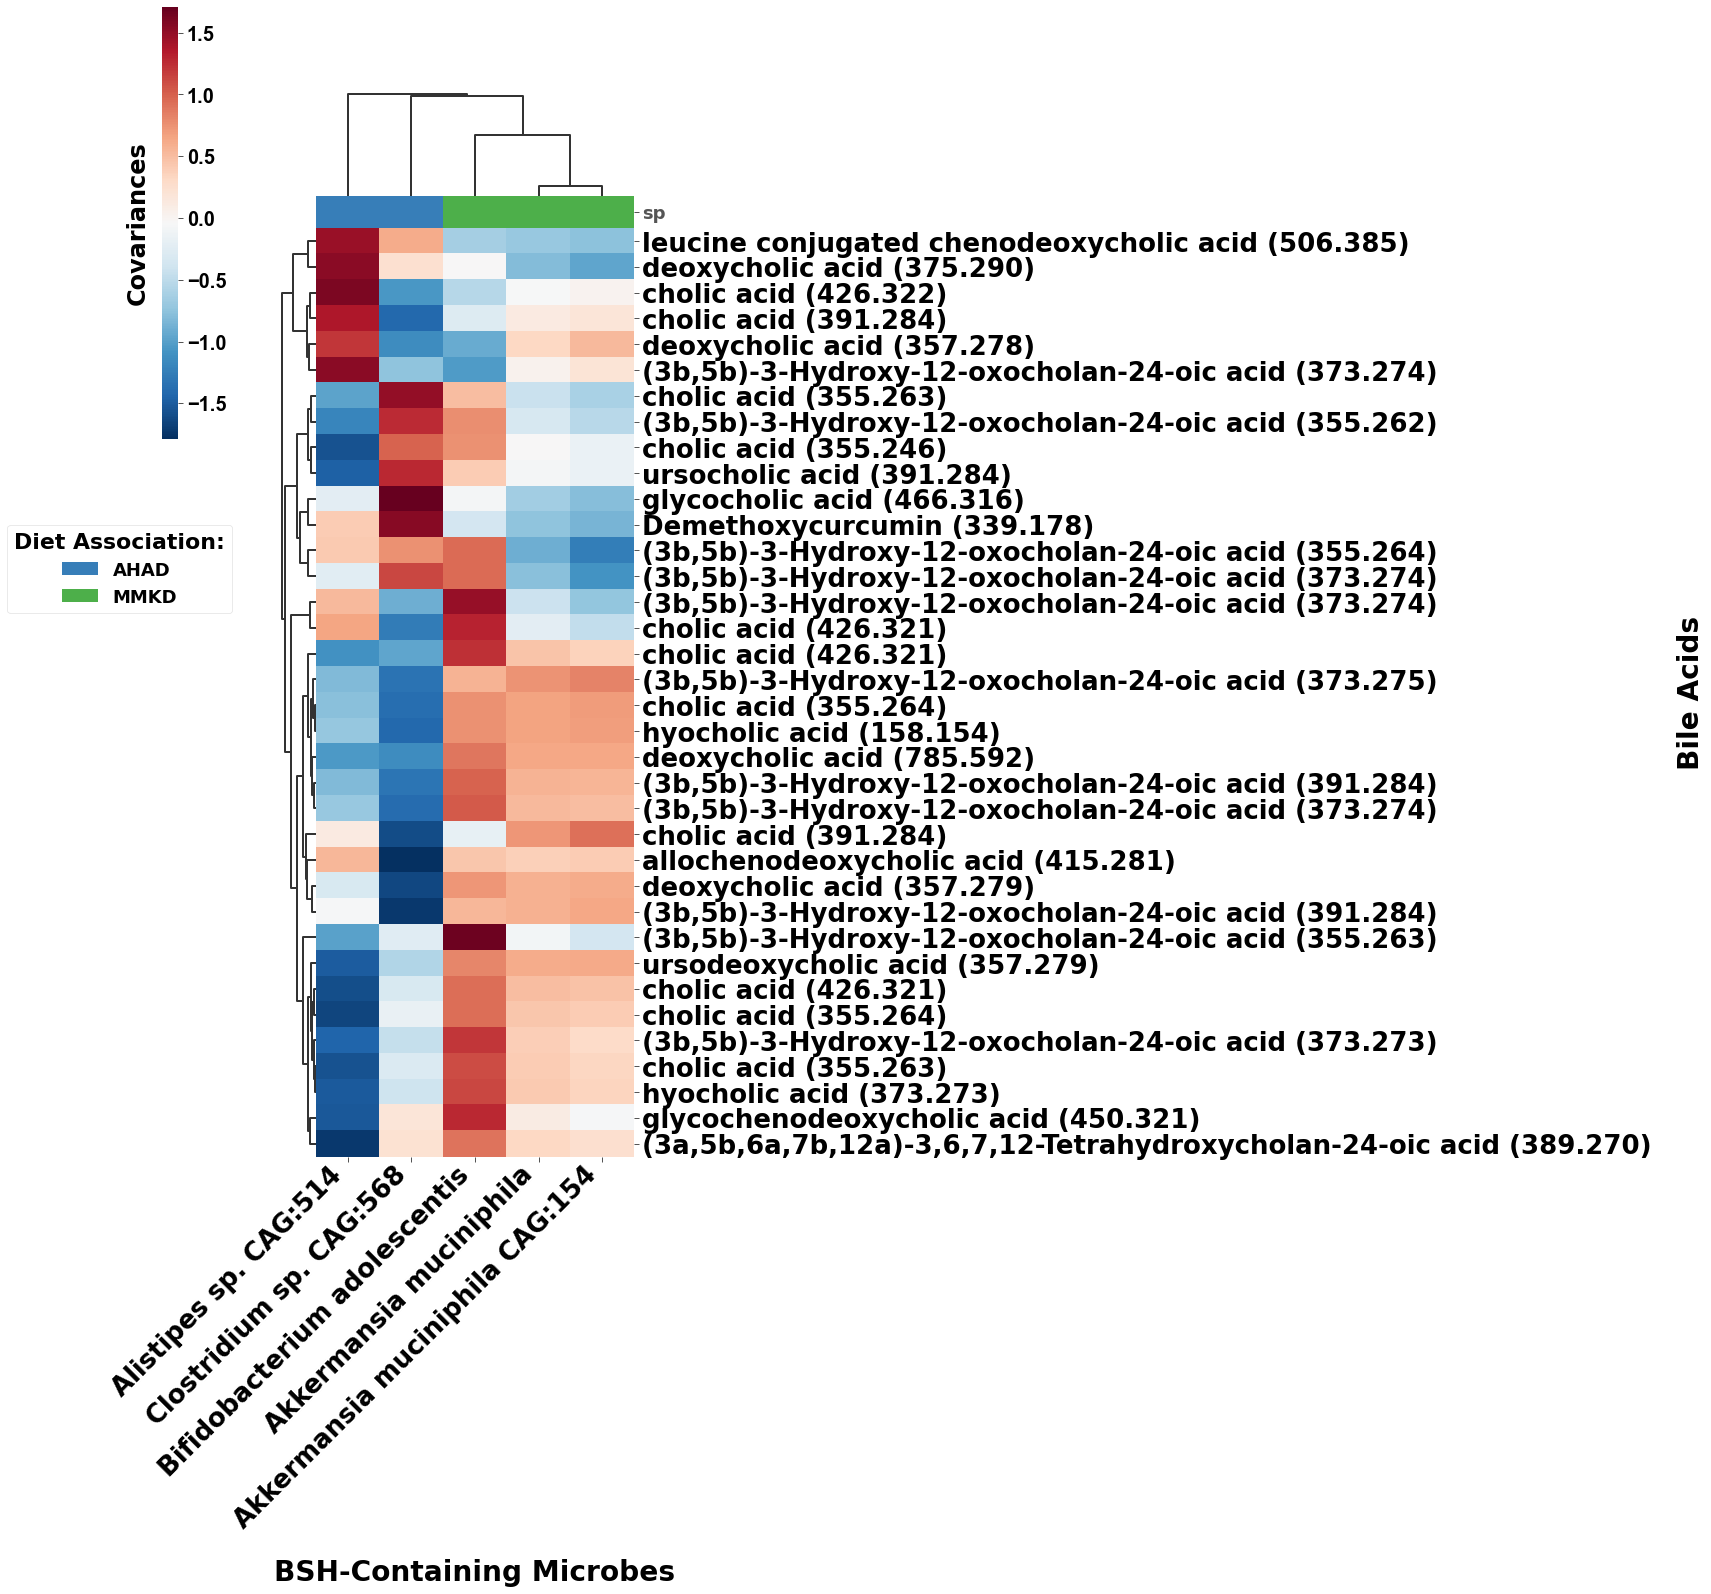 1.5
1.0
0.5
0.0
−0.5
−1.0
−1.5
Covariances
sp
leucine conjugated chenodeoxycholic acid (506.385)
deoxycholic acid (375.290)
cholic acid (426.322)
cholic acid (391.284)
deoxycholic acid (357.278)
(3b,5b)-3-Hydroxy-12-oxocholan-24-oic acid (373.274)
cholic acid (355.263)
(3b,5b)-3-Hydroxy-12-oxocholan-24-oic acid (355.262)
cholic acid (355.246)
ursocholic acid (391.284)
glycocholic acid (466.316)
Demethoxycurcumin (339.178)
(3b,5b)-3-Hydroxy-12-oxocholan-24-oic acid (355.264)
(3b,5b)-3-Hydroxy-12-oxocholan-24-oic acid (373.274)
(3b,5b)-3-Hydroxy-12-oxocholan-24-oic acid (373.274)
cholic acid (426.321)
cholic acid (426.321)
(3b,5b)-3-Hydroxy-12-oxocholan-24-oic acid (373.275)
cholic acid (355.264)
hyocholic acid (158.154)
deoxycholic acid (785.592)
(3b,5b)-3-Hydroxy-12-oxocholan-24-oic acid (391.284)
(3b,5b)-3-Hydroxy-12-oxocholan-24-oic acid (373.274)
cholic acid (391.284)
allochenodeoxycholic acid (415.281)
deoxycholic acid (357.279)
(3b,5b)-3-Hydroxy-12-oxocholan-24-oic acid (391.284)
(3b,5b)-3-Hydroxy-12-oxocholan-24-oic acid (355.263)
ursodeoxycholic acid (357.279)
cholic acid (426.321)
cholic acid (355.264)
(3b,5b)-3-Hydroxy-12-oxocholan-24-oic acid (373.273)
cholic acid (355.263)
hyocholic acid (373.273)
glycochenodeoxycholic acid (450.321)
(3a,5b,6a,7b,12a)-3,6,7,12-Tetrahydroxycholan-24-oic acid (389.270)
Bile Acids
Diet Association:
AHAD
MMKD
Alistipes sp. CAG:514
Clostridium sp. CAG:568
Bifidobacterium adolescentis
Akkermansia muciniphila
Akkermansia muciniphila CAG:154
BSH-Containing Microbes